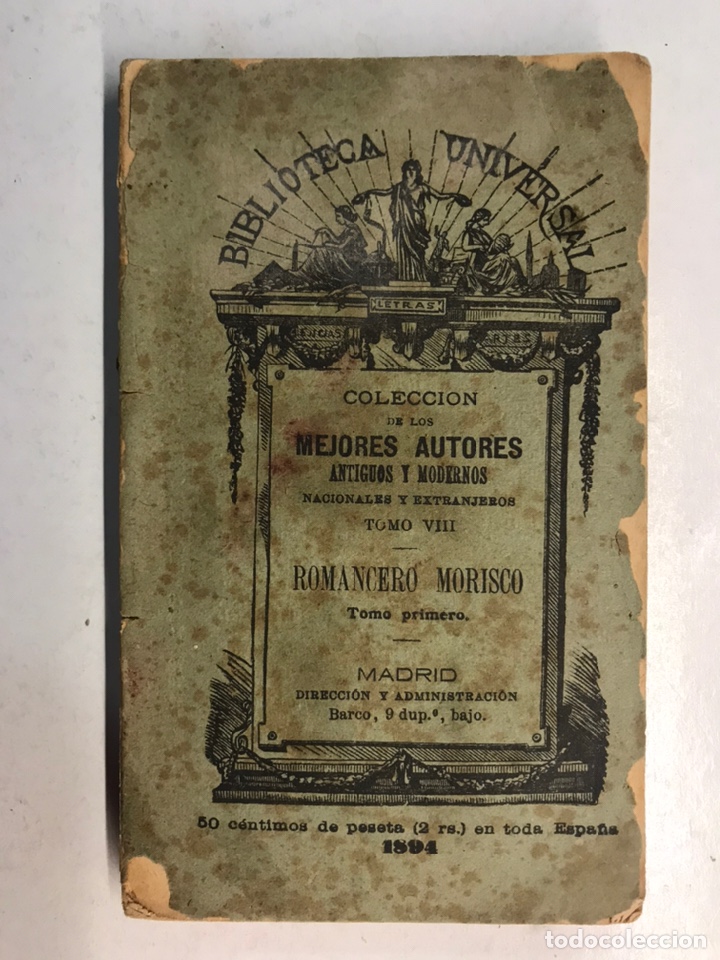 BIBLIOTECA UNIVERSAL
LETRAS
CIENCIAS
ARTES
COLECCION
DE LOS
MEJORES AUTORES
ANTIGUOS Y MODERNOS
NACIONALES Y EXTRANJEROS
TOMO VIII
ROMANCERO MORISCO
Tomo primero.
MADRID
DIRECCIÓN Y ADMINISTRACIÓN
Barco, 9 dup.º, bajo.
50 céntimos de peseta (2 rs.) en toda España
1894
todocoleccion.net